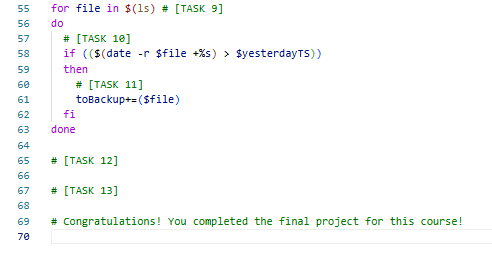 55 for file in $(ls) # [TASK 9]
56 do
57 # [TASK 10]
58 if (($(date -r $file +%s) > $yesterdayTS))
59 then
60 # [TASK 11]
61 toBackup+=($file)
62 fi
63 done
64
65 # [TASK 12]
66
67 # [TASK 13]
68
69 # Congratulations! You completed the final project for this course!
70